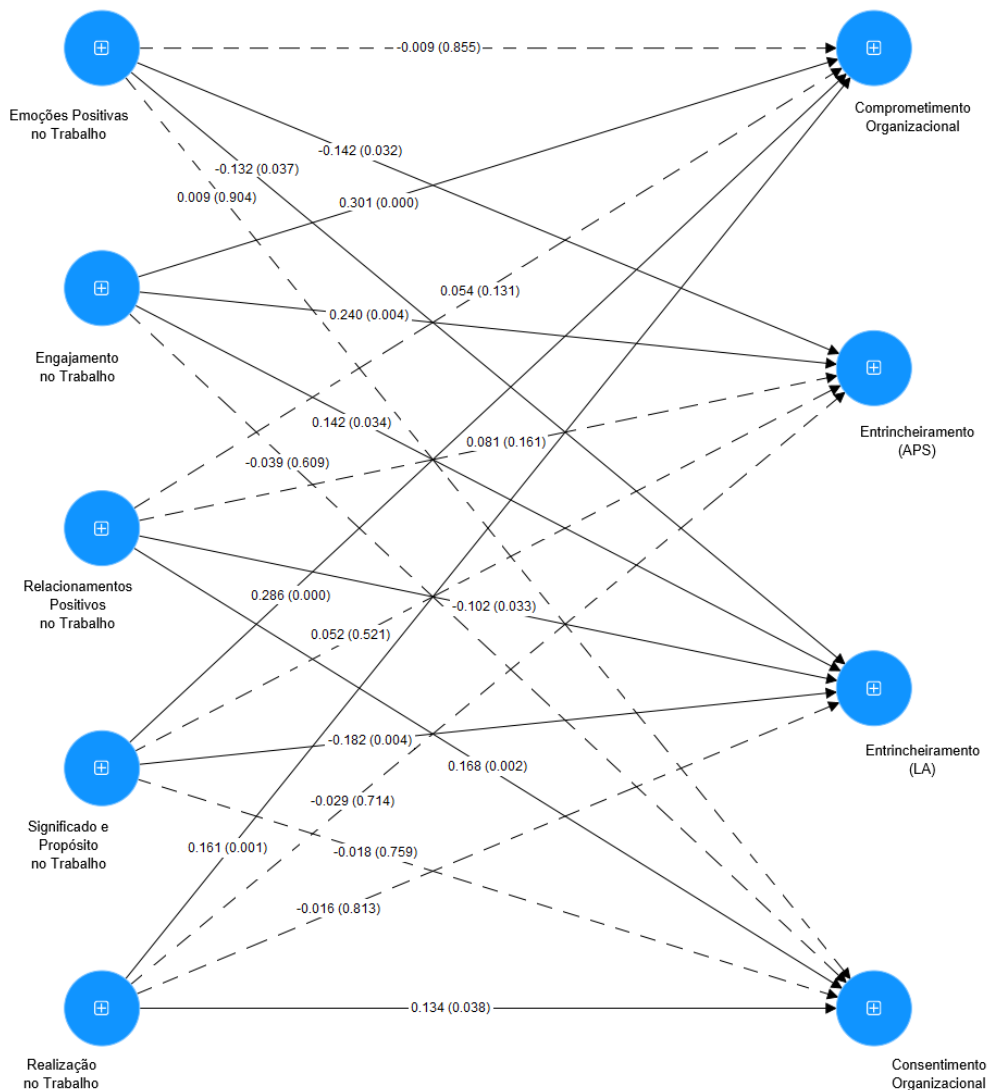 -0.009 (0.855)
Emoções Positivas
no Trabalho
Comprometimento
Organizacional
-0.142 (0.032)
-0.132 (0.037)
0.009 (0.904)
0.301 (0.000)
0.054 (0.131)
0.240 (0.004)
Engajamento
no Trabalho
0.142 (0.034)
Entrincheiramento
(APS)
0.081 (0.161)
-0.039 (0.609)
Relacionamentos
Positivos
no Trabalho
0.286 (0.000)
-0.102 (0.033)
0.052 (0.521)
-0.182 (0.004)
Entrincheiramento
(LA)
0.168 (0.002)
-0.029 (0.714)
Significado e
Propósito
no Trabalho
0.161 (0.001)
-0.018 (0.759)
-0.016 (0.813)
0.134 (0.038)
Realização
no Trabalho
Consentimento
Organizacional